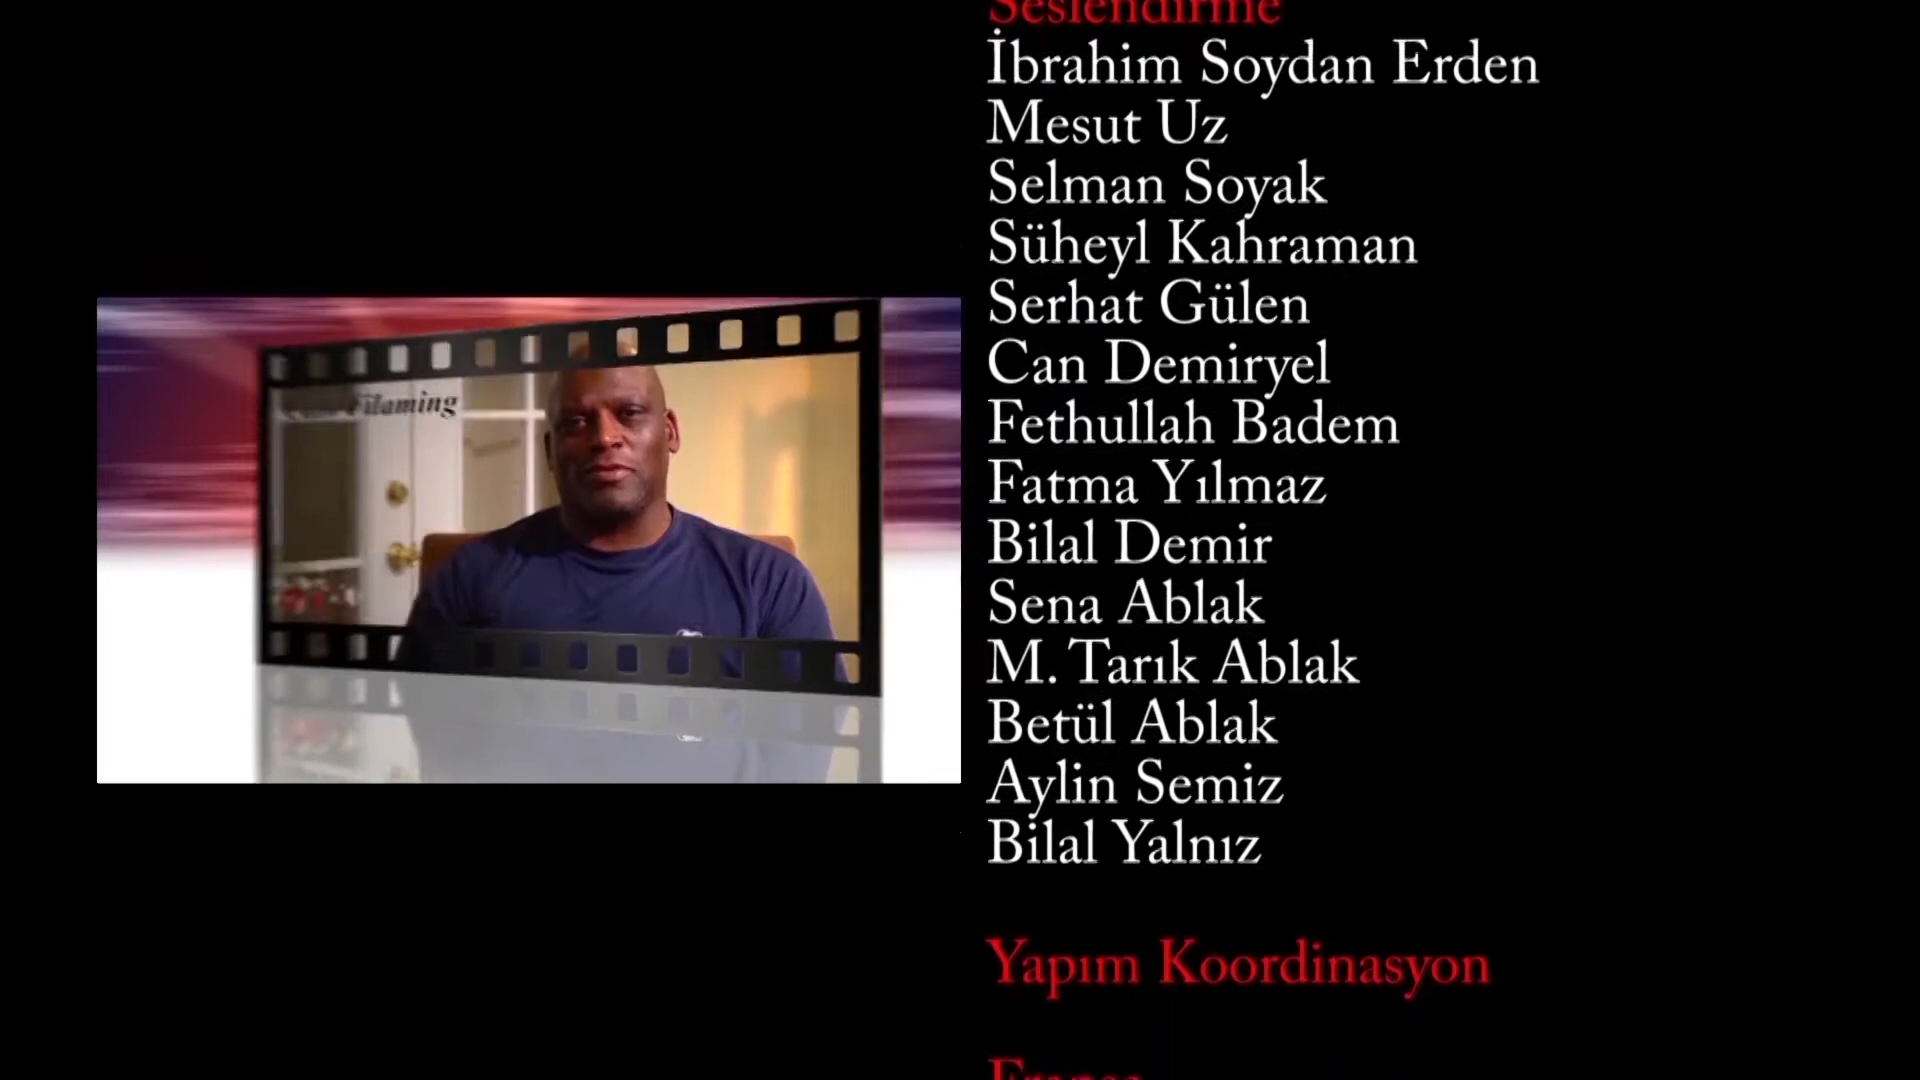 Seslendirme
İbrahim Soydan Erden
Mesut Uz
Selman Soyak
Süheyl Kahraman
Serhat Gülen
Can Demiryel
Fethullah Badem
Fatma Yılmaz
Bilal Demir
Sena Ablak
M. Tarık Ablak
Betül Ablak
Aylin Semiz
Bilal Yalnız
Yapım Koordinasyon
Fransa